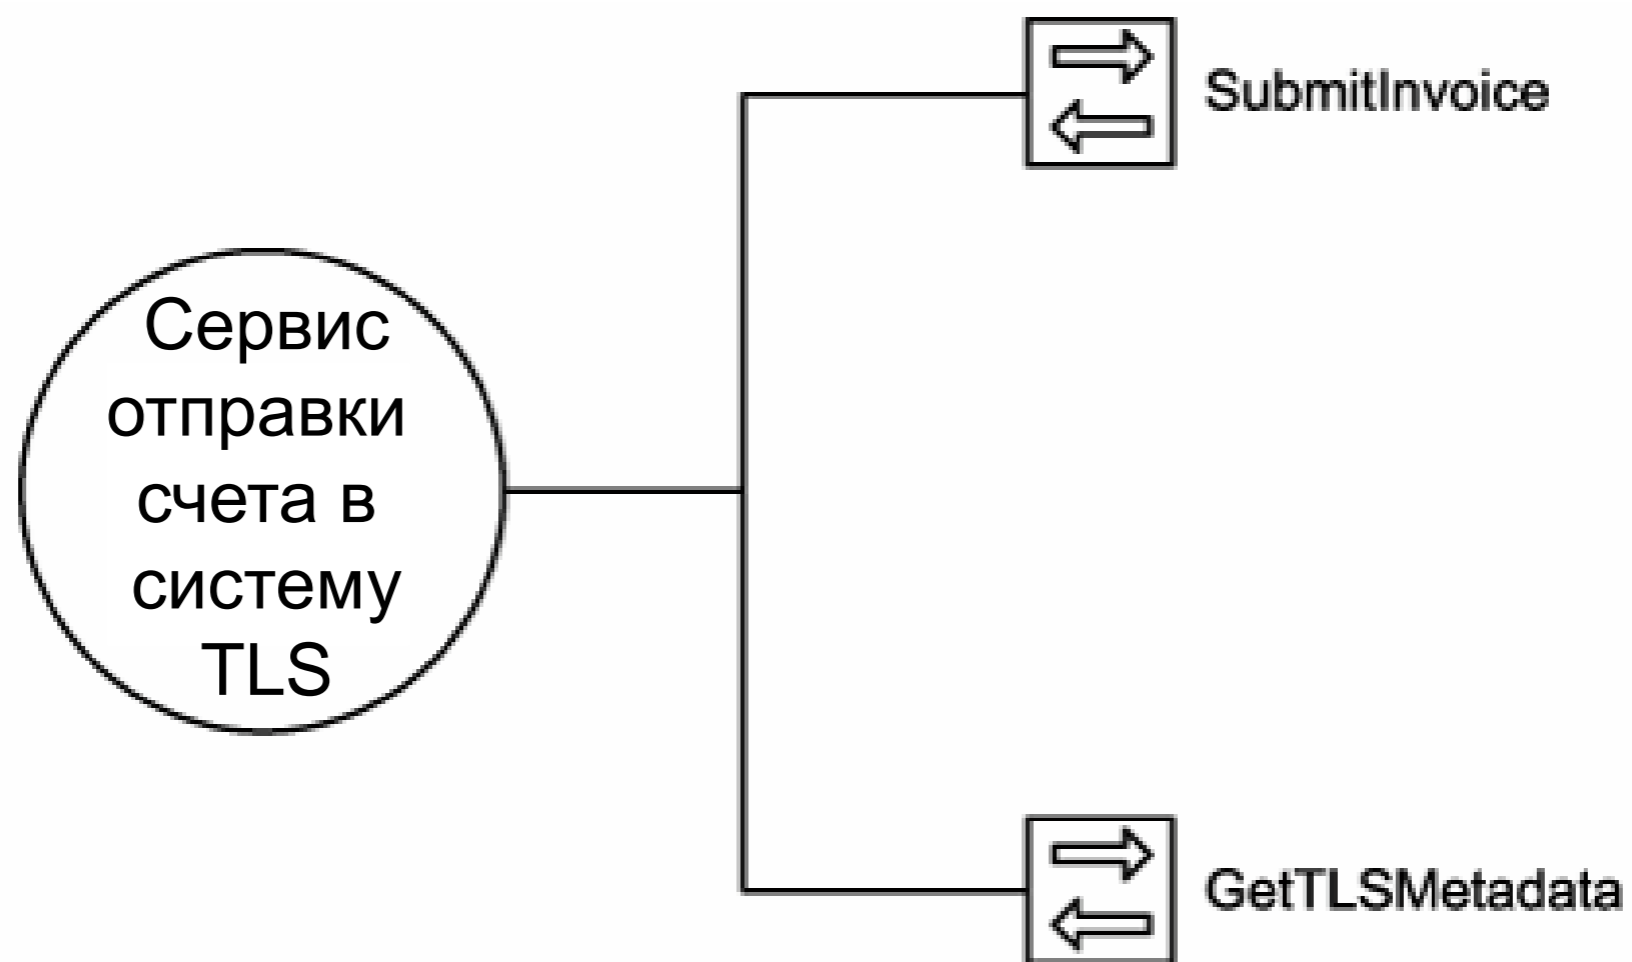 SubmitInvoice
Сервис
отправки
счета в
систему
TLS
GetTLSMetadata